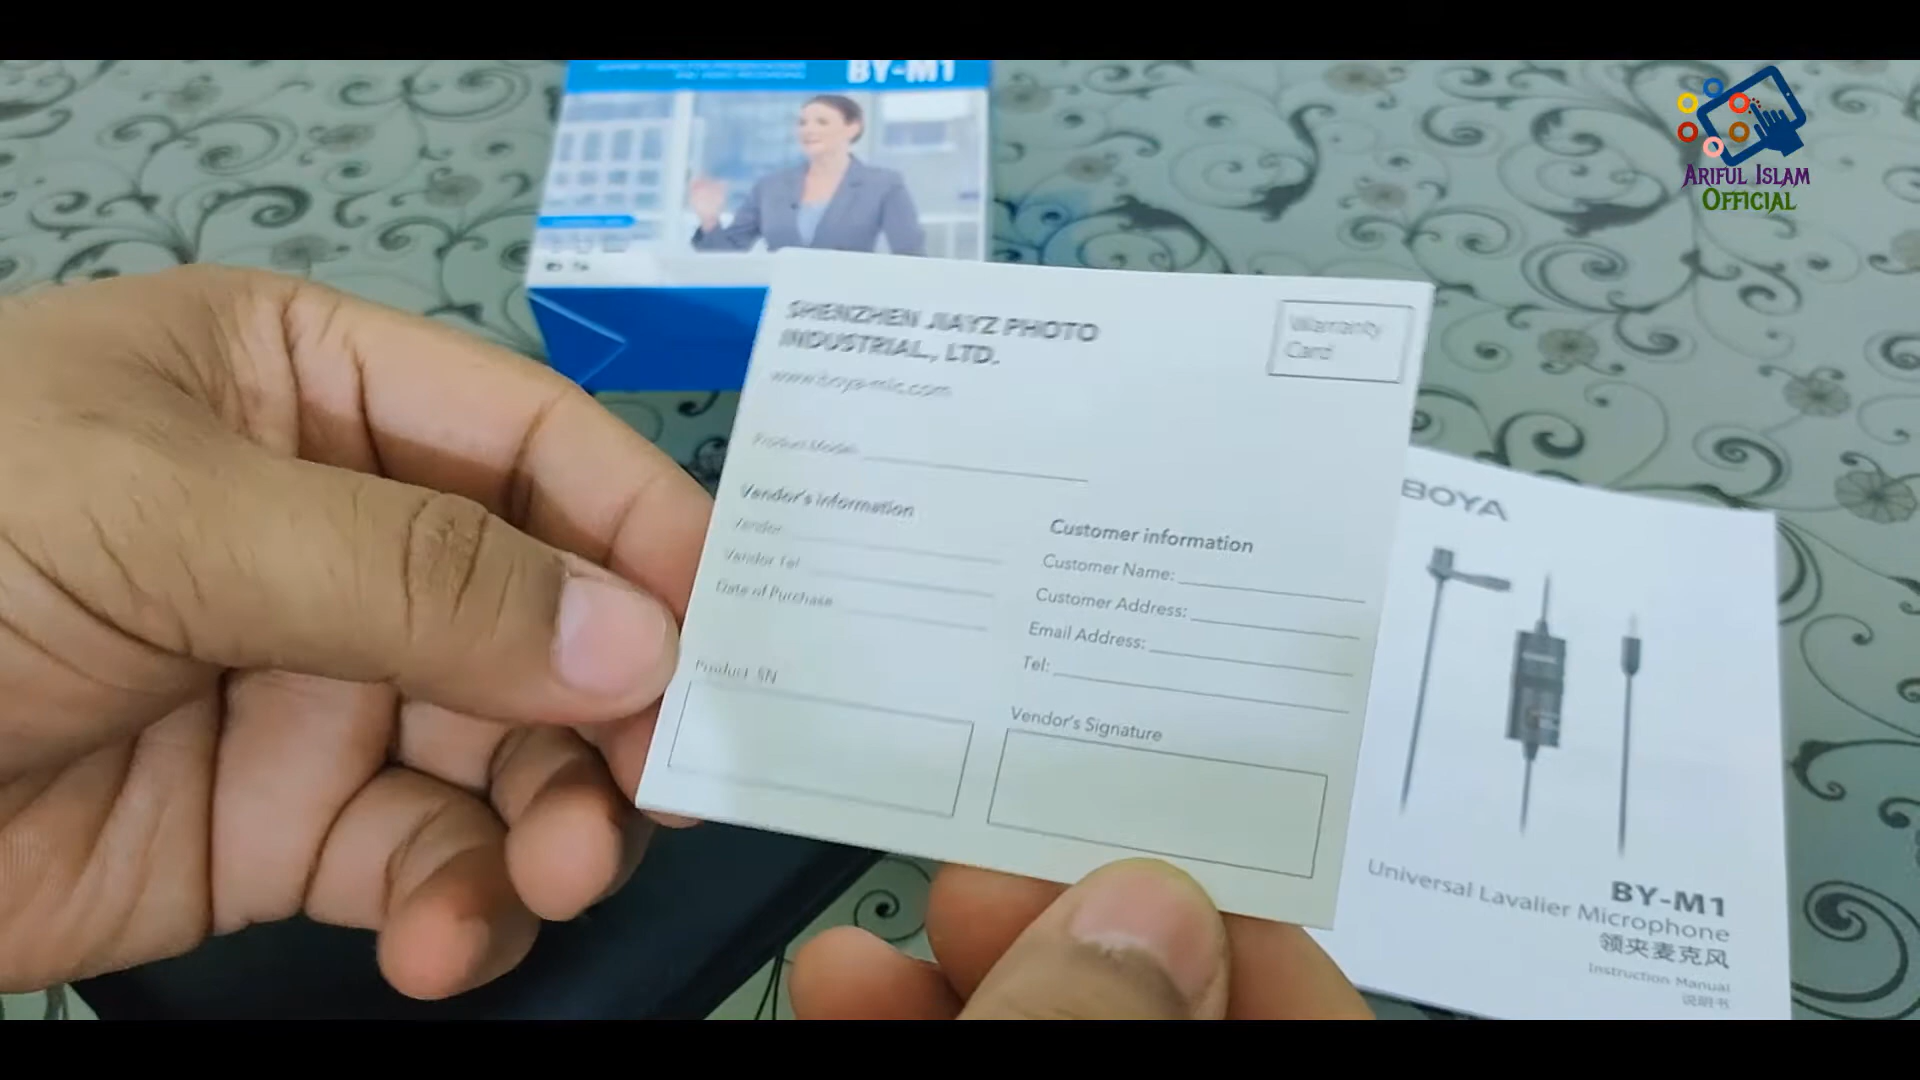 BY-M1
ARIFUL ISLAM
OFFICIAL
SHENZHEN JIAYZ PHOTO
INDUSTRIAL., LTD.
www.boya-mic.com
Warranty
Card
Product Model:
Vendor's information
Vendor
Vendor Tel
Date of Purchase
Product SN
Customer information
Customer Name:
Customer Address:
Email Address:
Tel:
Vendor's Signature
BOYA
BY-M1
Universal Lavalier Microphone
领夹麦克风
Instruction Manual
说明书